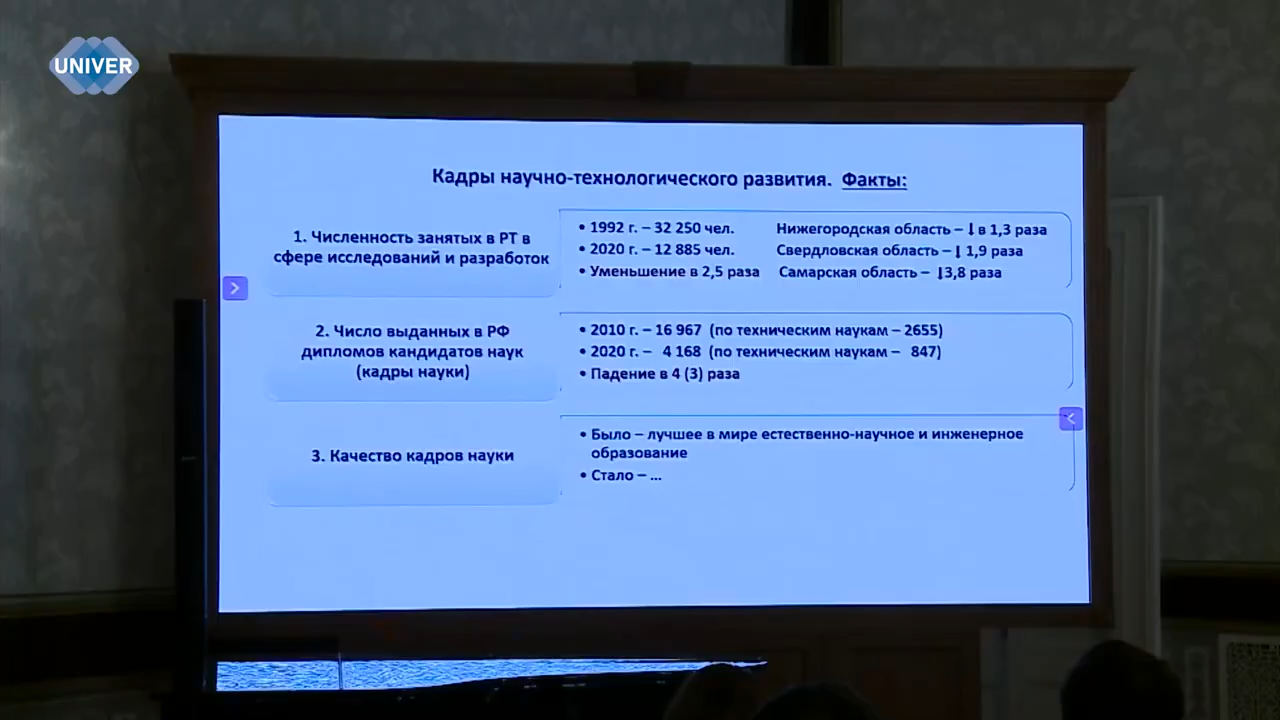 UNIVER
Кадры научно-технологического развития. Факты:
1. Численность занятых в РТ в
сфере исследований и разработок
• 1992 г. – 32 250 чел. Нижегородская область – ↓ в 1,3 раза
• 2020 г. – 12 885 чел. Свердловская область – ↓ 1,9 раза
• Уменьшение в 2,5 раза Самарская область – ↓3,8 раза
2. Число выданных в РФ
дипломов кандидатов наук
(кадры науки)
• 2010 г. – 16 967 (по техническим наукам – 2655)
• 2020 г. – 4 168 (по техническим наукам – 847)
• Падение в 4 (3) раза
3. Качество кадров науки
• Было – лучшее в мире естественно-научное и инженерное
образование
• Стало – ...